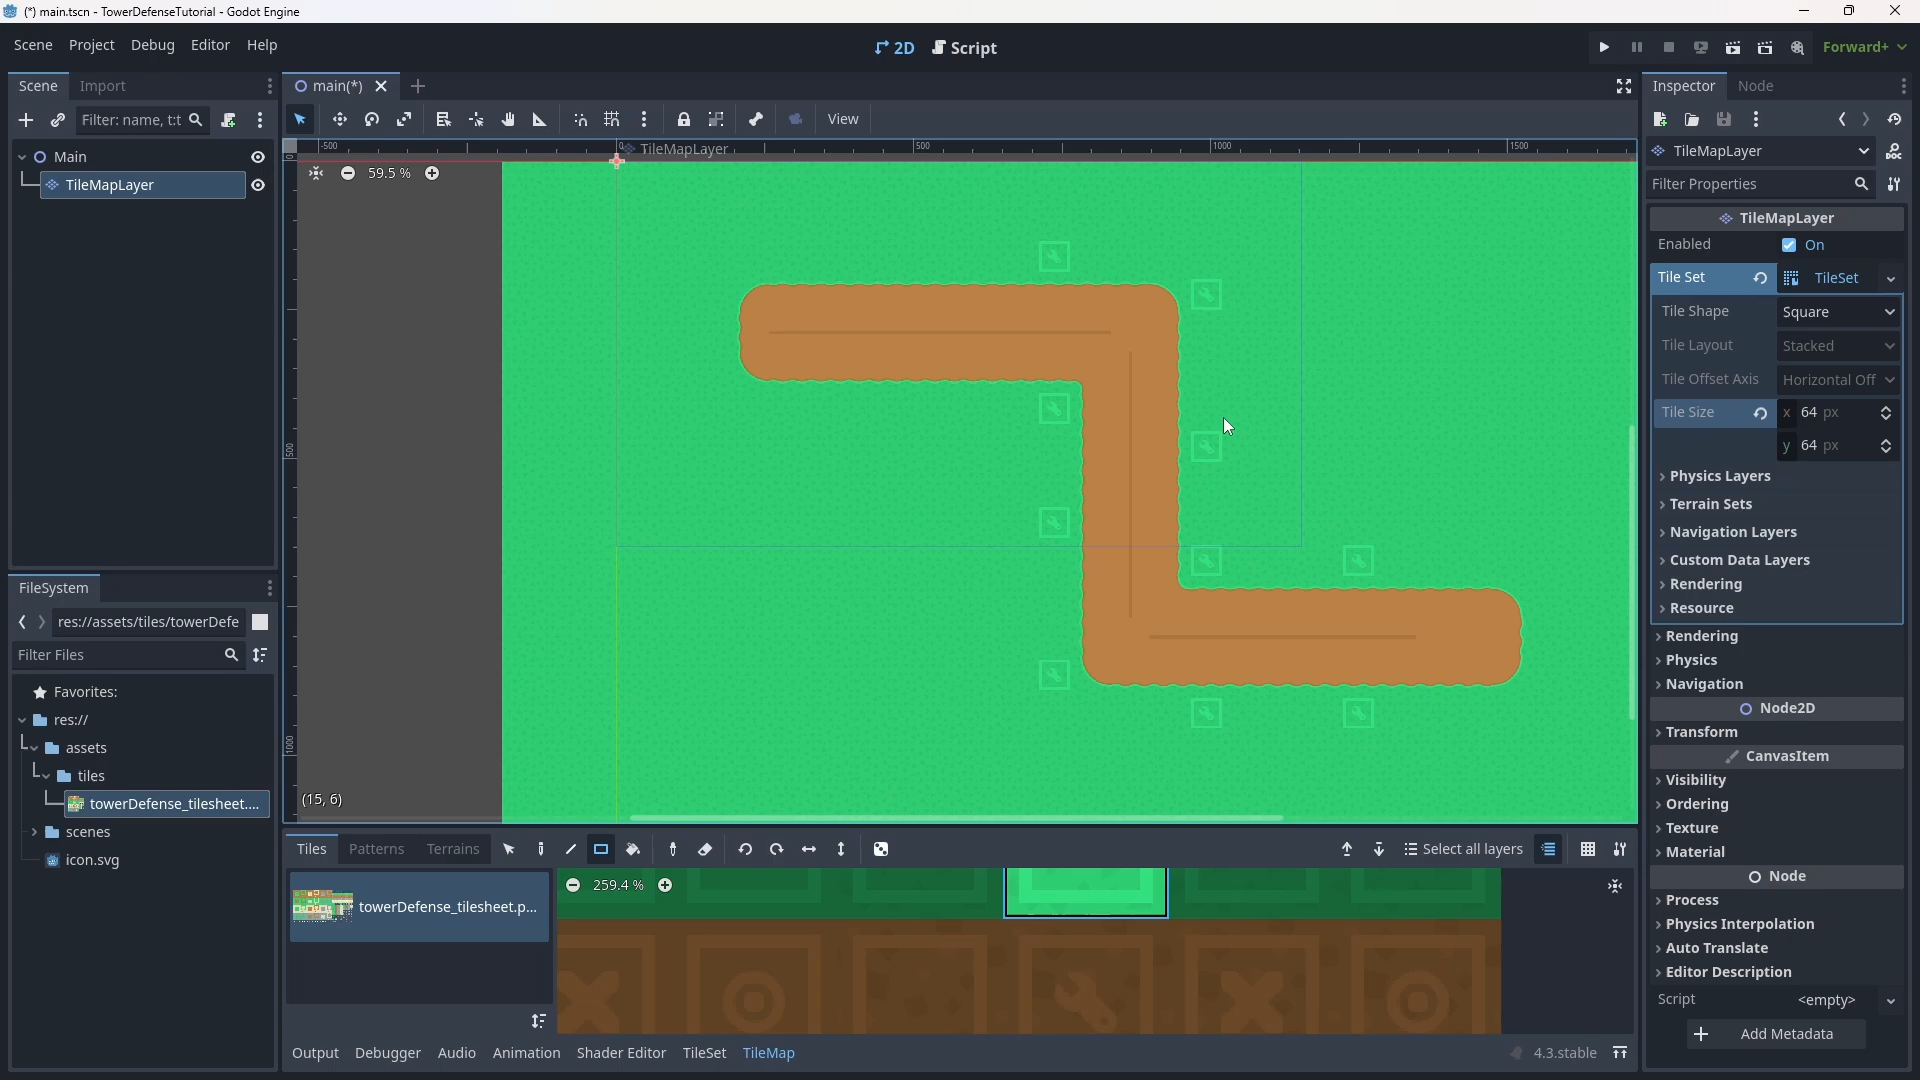 (*) main.tscn - TowerDefenseTutorial - Godot Engine
Scene Project Debug Editor Help
2D Script
Forward+
Scene Import
Filter: name, t:t
Main
TileMapLayer
FileSystem
res://assets/tiles/towerDefe
Filter Files
Favorites:
res://
assets
tiles
towerDefense_tilesheet....
scenes
icon.svg
main(*)
View
-500 0 500 1000 1500
TileMapLayer
0
59.5 %
500
1000
(15, 6)
Tiles Patterns Terrains
Select all layers
towerDefense_tilesheet.p...
259.4 %
Output Debugger Audio Animation Shader Editor TileSet TileMap
4.3.stable
Inspector Node
TileMapLayer
DOC
Filter Properties
TileMapLayer
Enabled On
Tile Set TileSet
Tile Shape Square
Tile Layout Stacked
Tile Offset Axis Horizontal Off
Tile Size x 64 px
y 64 px
Physics Layers
Terrain Sets
Navigation Layers
Custom Data Layers
Rendering
Resource
Rendering
Physics
Navigation
Node2D
Transform
CanvasItem
Visibility
Ordering
Texture
Material
Node
Process
Physics Interpolation
Auto Translate
Editor Description
Script <empty>
Add Metadata